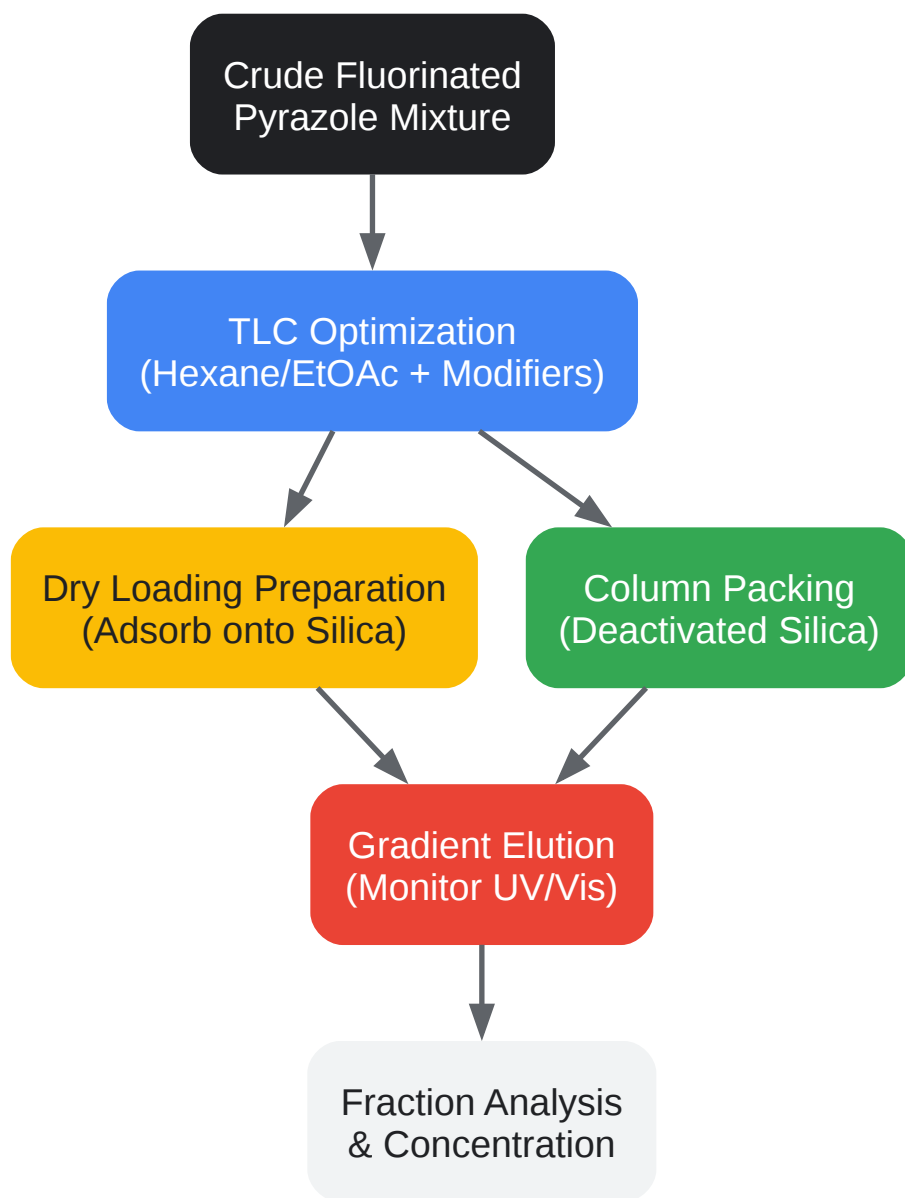 Crude Fluorinated
Pyrazole Mixture
TLC Optimization
(Hexane/EtOAc + Modifiers)
Dry Loading Preparation
(Adsorb onto Silica)
Column Packing
(Deactivated Silica)
Gradient Elution
(Monitor UV/Vis)
Fraction Analysis
& Concentration